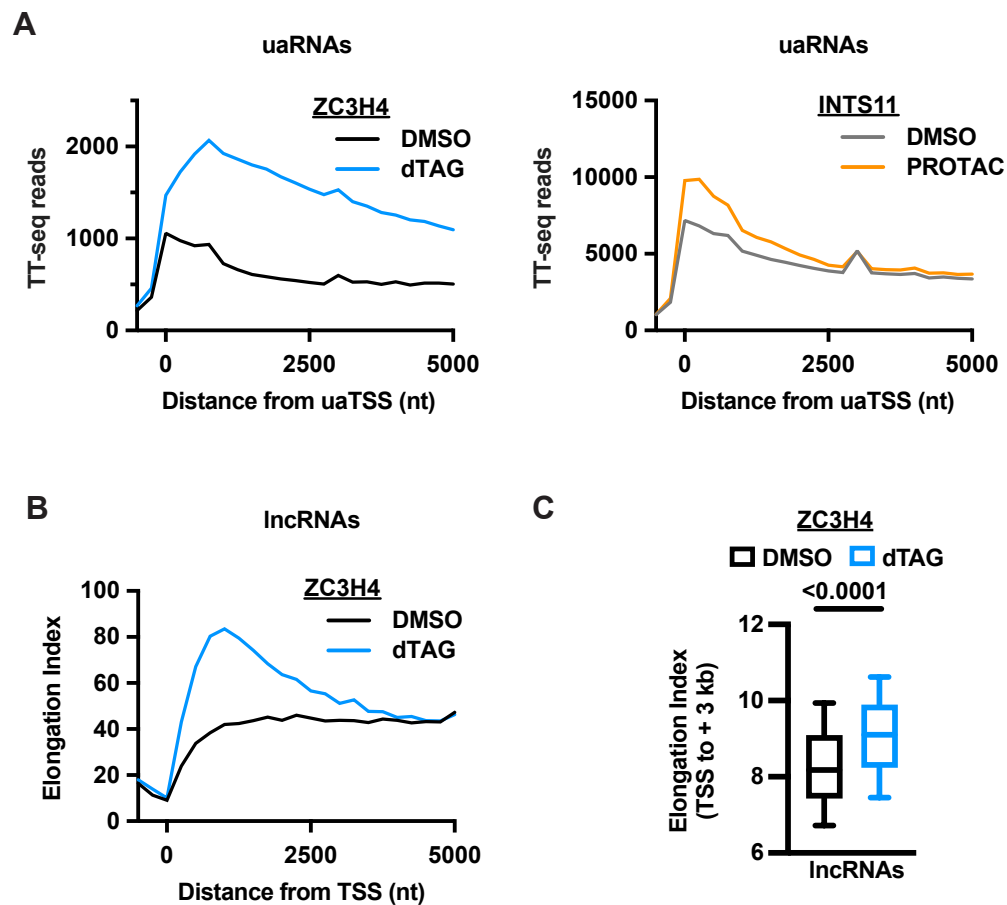 A
uaRNAs
ZC3H4
DMSO
dTAG
TT-seq reads
2000
1000
0
0 2500 5000
Distance from uaTSS (nt)
uaRNAs
INTS11
DMSO
PROTAC
TT-seq reads
15000
10000
5000
0
0 2500 5000
Distance from uaTSS (nt)
B
lncRNAs
ZC3H4
DMSO
dTAG
Elongation Index
100
80
60
40
20
0
0 2500 5000
Distance from TSS (nt)
C
ZC3H4
DMSO dTAG
<0.0001
Elongation Index
(TSS to + 3 kb)
12
10
8
6
lncRNAs